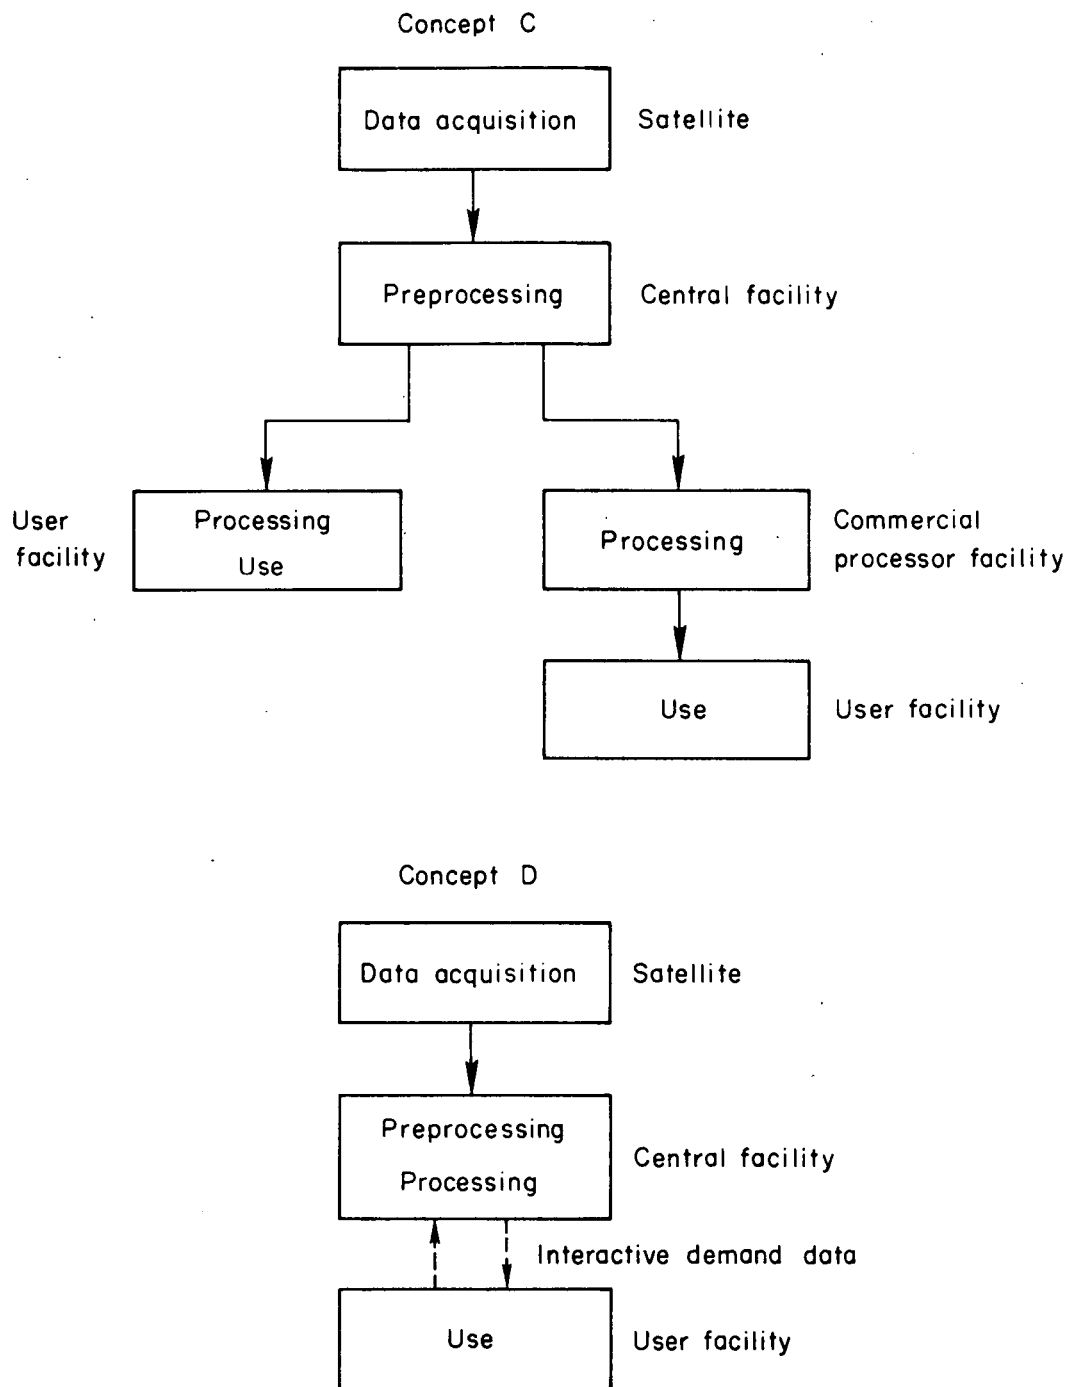 Concept C
Data acquisition
Satellite
Preprocessing
Central facility
User
facility
Processing
Use
Processing
Commercial
processor facility
Use
User facility
Concept D
Data acquisition
Satellite
Preprocessing
Processing
Central facility
Interactive demand data
Use
User facility